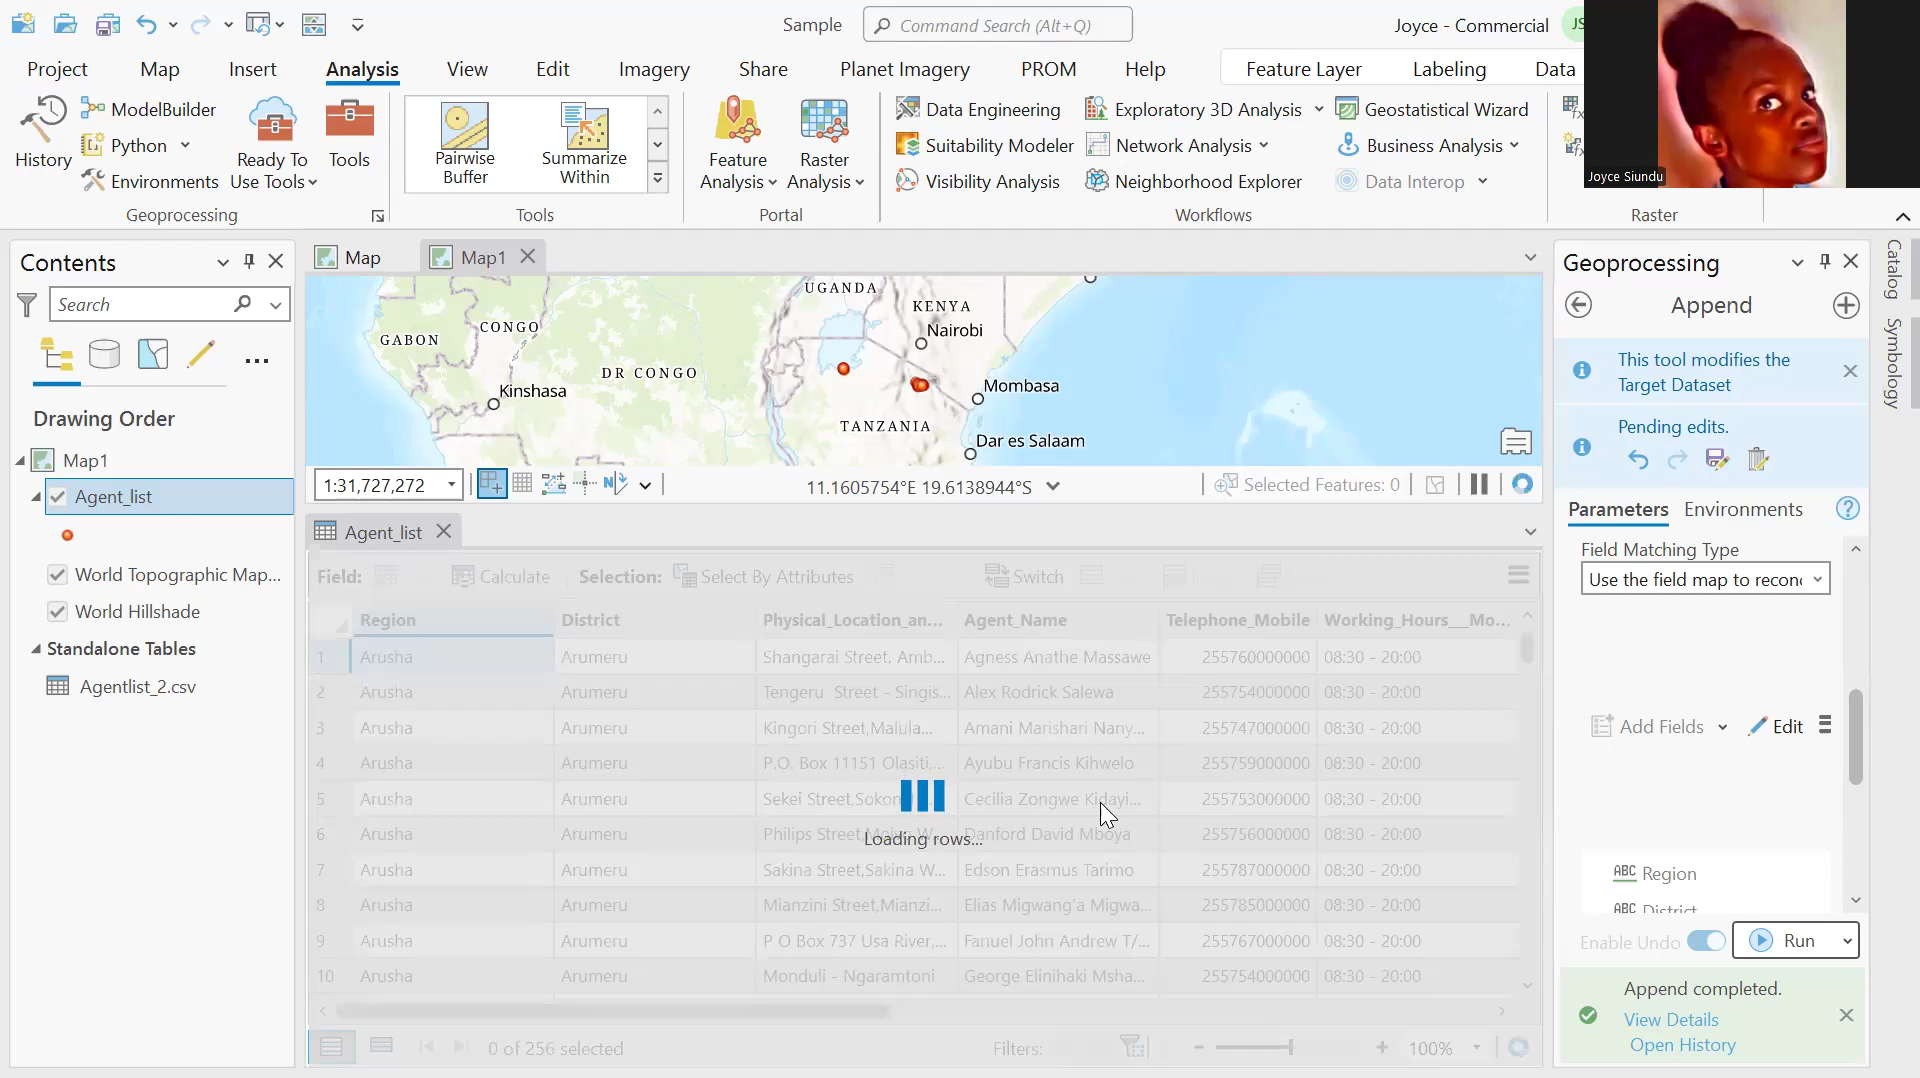 Sample
Command Search (Alt+Q)
Joyce - Commercial
JS
Project
Map
Insert
Analysis
View
Edit
Imagery
Share
Planet Imagery
PROM
Help
Feature Layer
Labeling
Data
History
ModelBuilder
Python
Environments
Ready To
Use Tools
Tools
Pairwise
Buffer
Summarize
Within
Feature
Analysis
Raster
Analysis
Data Engineering
Suitability Modeler
Visibility Analysis
Exploratory 3D Analysis
Network Analysis
Neighborhood Explorer
Geostatistical Wizard
Business Analysis
Data Interop
Joyce Siundu
Geoprocessing
Tools
Portal
Workflows
Raster
Contents
Search
Drawing Order
Map1
Agent_list
World Topographic Map...
World Hillshade
Standalone Tables
Agentlist_2.csv
Map
Map1
UGANDA
KENYA
Nairobi
GABON
CONGO
DR CONGO
Kinshasa
Mombasa
TANZANIA
Dar es Salaam
1:31,727,272
11.1605754°E 19.6138944°S
Selected Features: 0
Agent_list
Field:
Calculate
Selection:
Select By Attributes
Switch
Region District Physical_Location_an... Agent_Name Telephone_Mobile Working_Hours___Mo...
1 Arusha Arumeru Shangarai Street, Amb... Agness Anathe Massawe 255760000000 08:30 - 20:00
2 Arusha Arumeru Tengeru Street - Singis... Alex Rodrick Salewa 255754000000 08:30 - 20:00
3 Arusha Arumeru Kingori Street,Malula... Amani Marishari Nany... 255747000000 08:30 - 20:00
4 Arusha Arumeru P.O. Box 11151 Olasiti,... Ayubu Francis Kihwelo 255759000000 08:30 - 20:00
5 Arusha Arumeru Sekei Street,Sokon Cecilia Zongwe Kidayi... 255753000000 08:30 - 20:00
6 Arusha Arumeru Philips Street, Danford David Mboya 255756000000 08:30 - 20:00
Loading rows...
7 Arusha Arumeru Sakina Street,Sakina W... Edson Erasmus Tarimo 255787000000 08:30 - 20:00
8 Arusha Arumeru Mianzini Street,Mianzi... Elias Migwang'a Migwa... 255785000000 08:30 - 20:00
9 Arusha Arumeru P O Box 737 Usa River,... Fanuel John Andrew T/... 255767000000 08:30 - 20:00
10 Arusha Arumeru Monduli - Ngaramtoni George Elinihaki Msha... 255754000000 08:30 - 20:00
0 of 256 selected
Filters:
100%
Geoprocessing
Append
This tool modifies the
Target Dataset
Pending edits.
Parameters
Environments
Field Matching Type
Use the field map to recon
Add Fields
Edit
ABC Region
ABC District
Enable Undo
Run
Append completed.
View Details
Open History
Catalog
Symbology